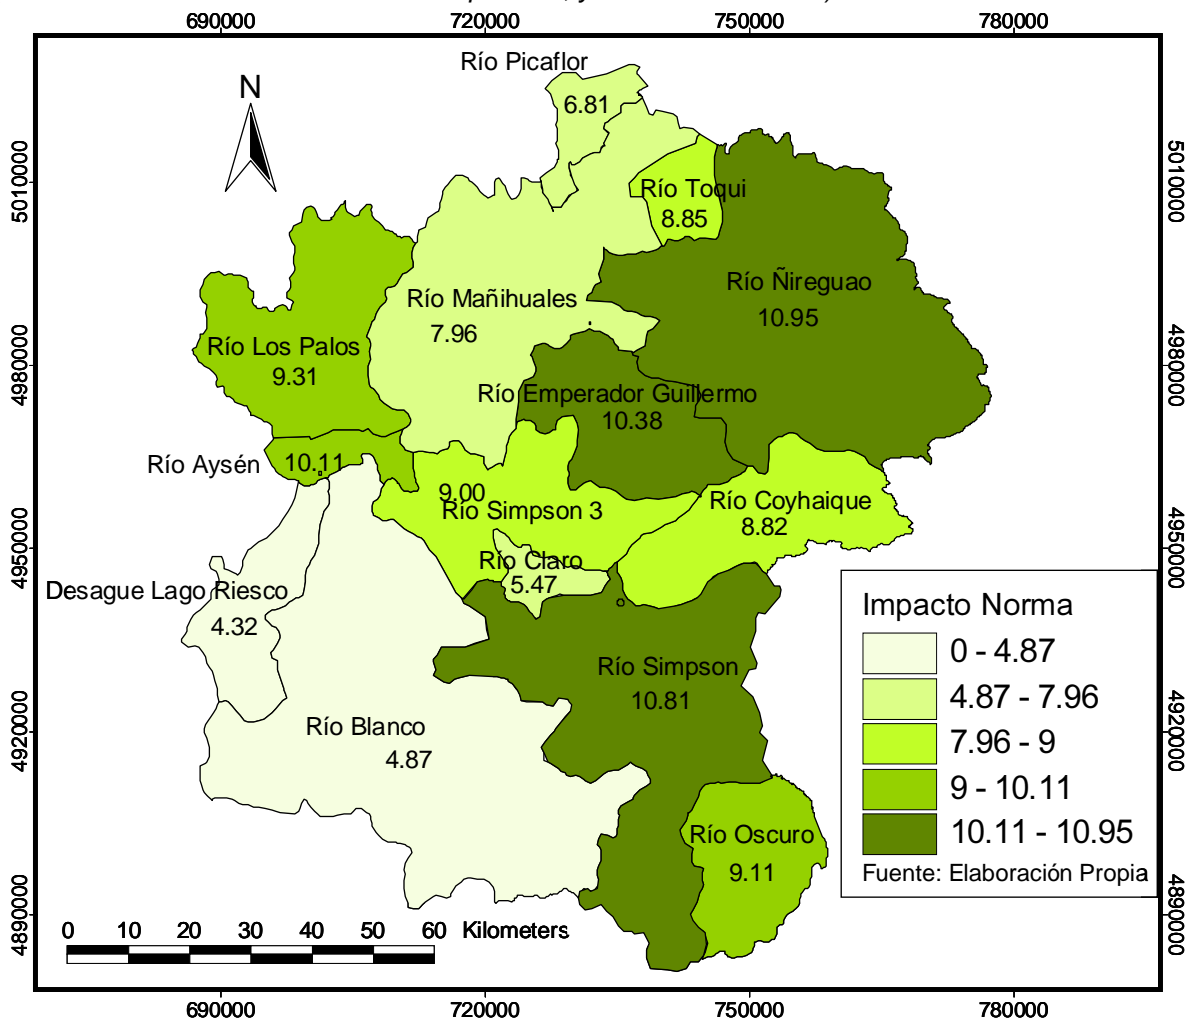 690000 720000 750000 780000
Río Picaflor
N
6.81
5010000
5010000
Río Toqui
8.85
Río Ñireguao
10.95
Río Mañihuales
7.96
Río Los Palos
9.31
4980000
4980000
Río Emperador Guillermo
10.38
Río Aysén
10.11
9.00
Río Simpson 3
Río Coyhaique
8.82
4950000
4950000
Río Claro
5.47
Desague Lago Riesco
4.32
Impacto Norma
0 - 4.87
4.87 - 7.96
7.96 - 9
9 - 10.11
10.11 - 10.95
Fuente: Elaboración Propia
Río Simpson
10.81
4920000
4920000
Río Blanco
4.87
Río Oscuro
9.11
4890000
4890000
0 10 20 30 40 50 60 Kilometers
690000 720000 750000 780000